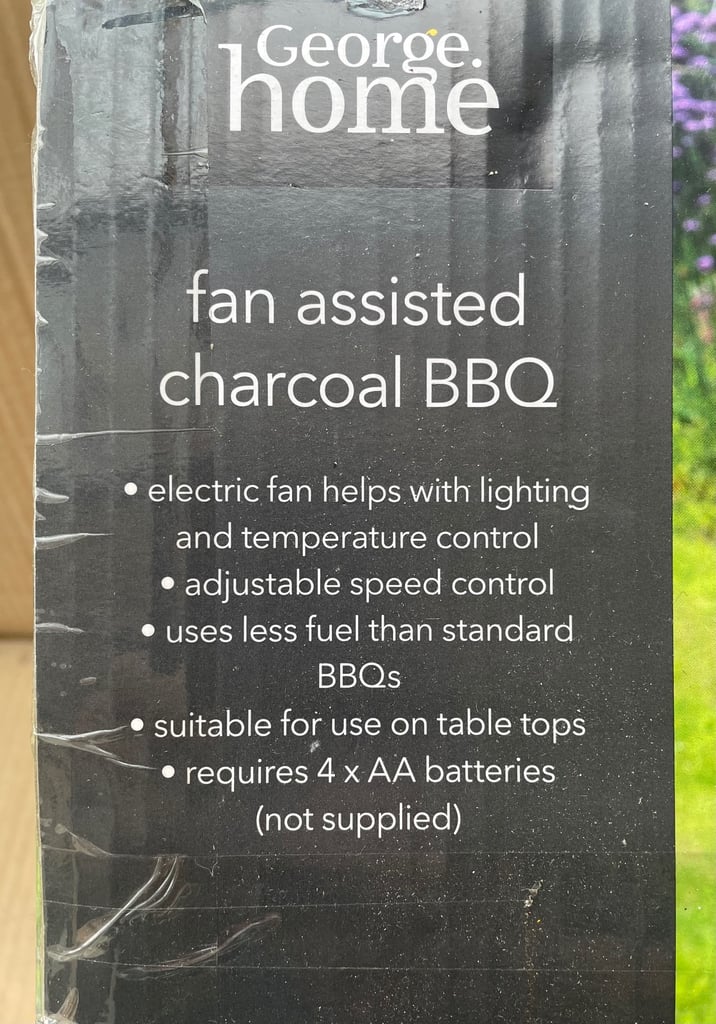 George.
home
fan assisted
charcoal BBQ
• electric fan helps with lighting
and temperature control
• adjustable speed control
• uses less fuel than standard
BBQs
• suitable for use on table tops
• requires 4 x AA batteries
(not supplied)